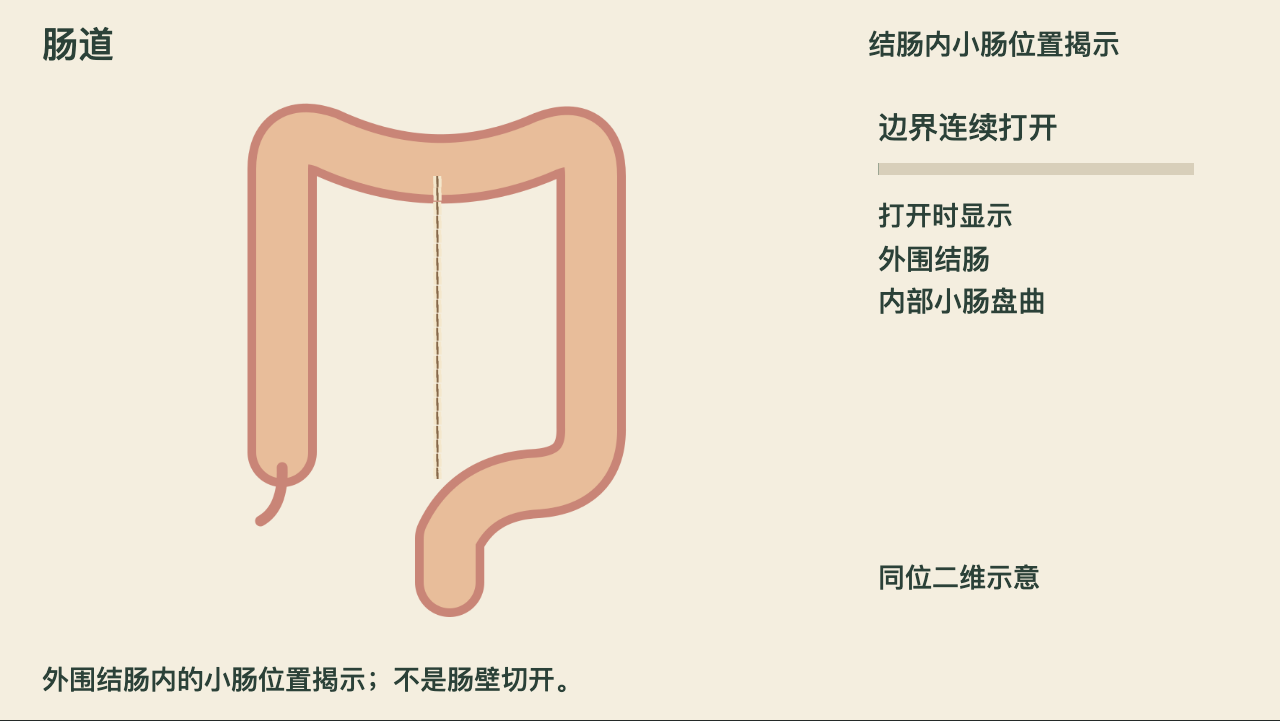 肠道
结肠内小肠位置揭示
边界连续打开
打开时显示
外围结肠
内部小肠盘曲
同位二维示意
外围结肠内的小肠位置揭示；不是肠壁切开。